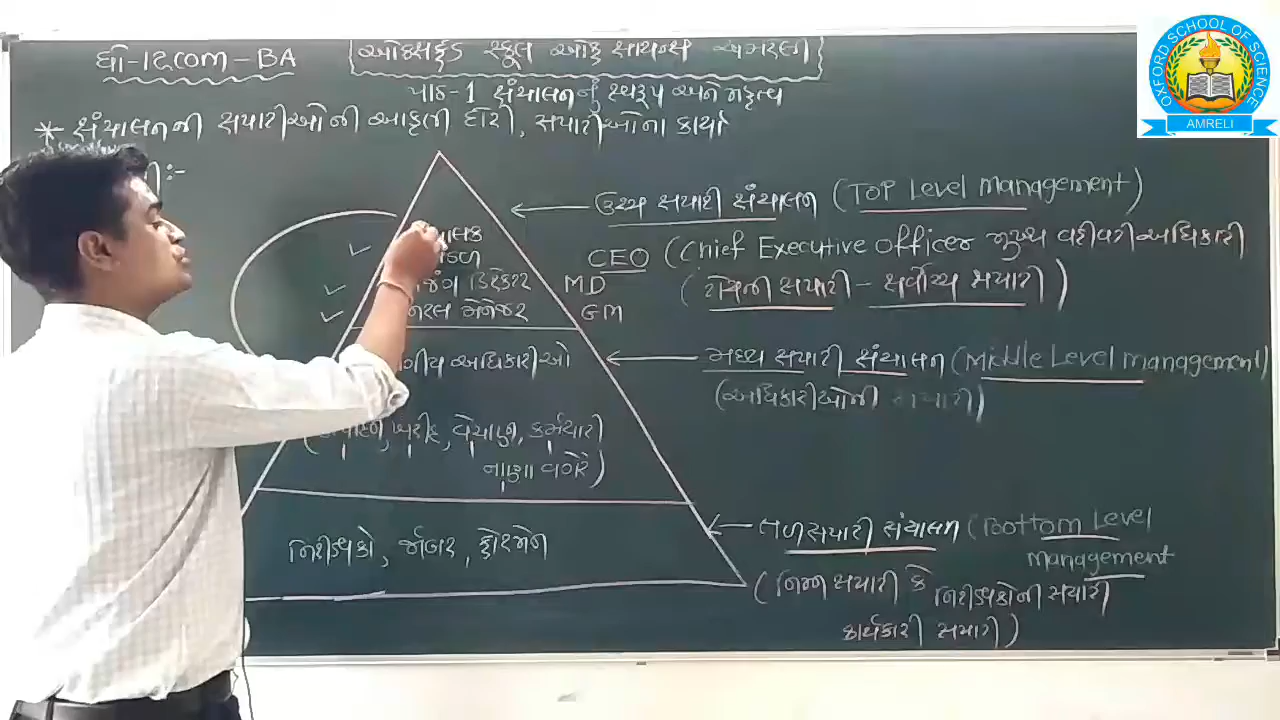 ધો-12 COM-BA
ઓક્સફર્ડ સ્કૂલ ઓફ સાયન્સ અમરેલી
પાઠ-1 સંચાલનનું સ્વરૂપ અને મહત્વ
* સંચાલનની સપાટીઓની આકૃતિ દોરી, સપાટીઓના કાર્યો
ી:-
ઉચ્ચ સપાટી સંચાલન (TOP Level Management)
CEO (Chief Executive Officer મુખ્ય વહીવટી અધિકારી
(ટોચની સપાટી - સર્વોચ્ચ સપાટી)
ડિરેક્ટર MD
મેનેજર GM
અધિકારીઓ
મધ્ય સપાટી સંચાલન (Middle Level management)
(અધિકારીઓની સપાટી)
ખરીદ, વેચાણ, કર્મચારી
નાણા વગેરે)
તળસપાટી સંચાલન (Bottom Level
management
નિરીક્ષકો, જોબર, ફોરમેન
(નિમ્ન સપાટી કે નિરીક્ષકોની સપાટી
કાર્યકારી સપાટી)
OXFORD SCHOOL OF SCIENCE
AMRELI